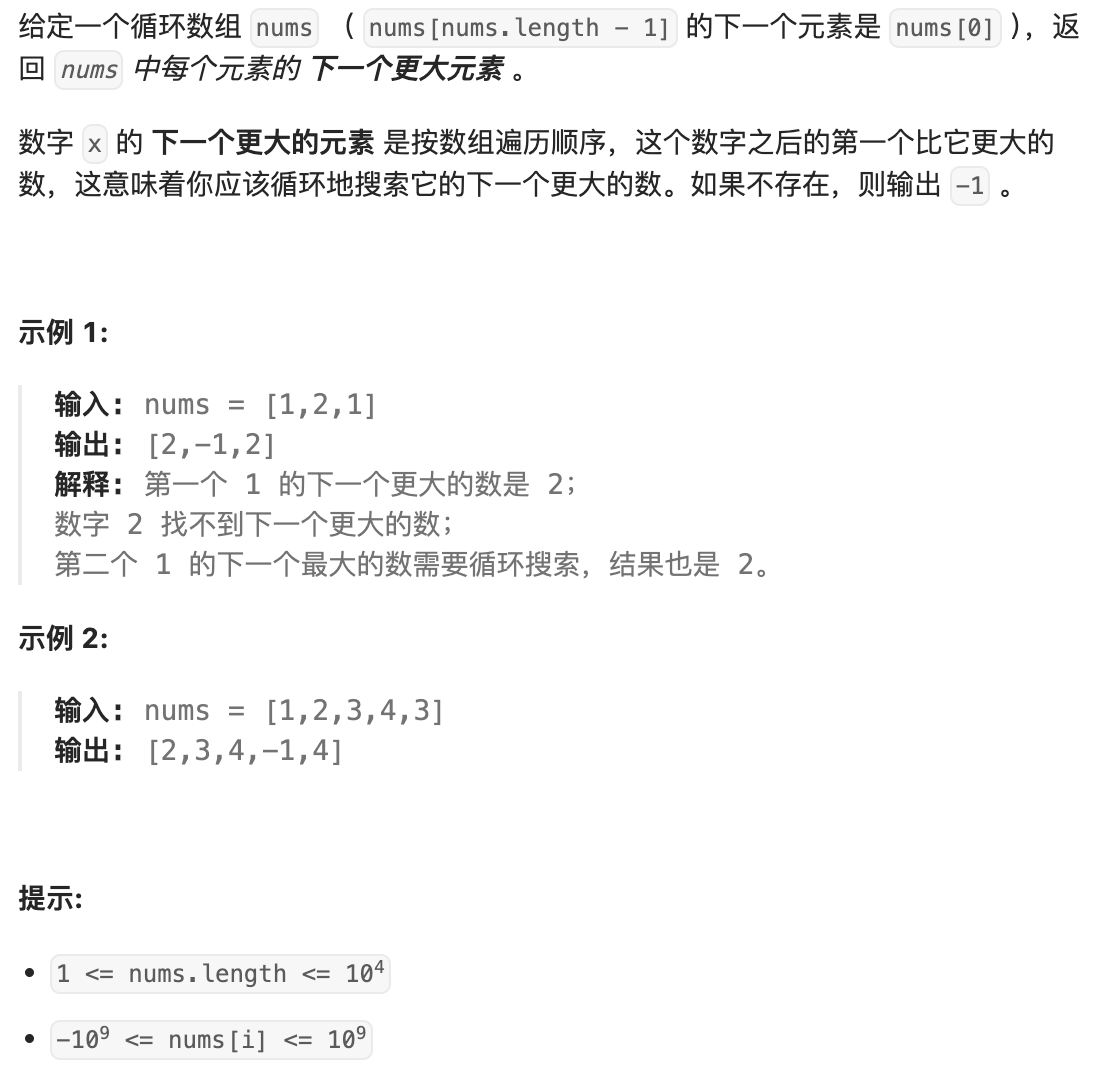 给定一个循环数组 nums （ nums[nums.length - 1] 的下一个元素是 nums[0] ），返
回 nums 中每个元素的 下一个更大元素 。
数字 x 的 下一个更大的元素 是按数组遍历顺序，这个数字之后的第一个比它更大的
数，这意味着你应该循环地搜索它的下一个更大的数。如果不存在，则输出 -1 。
示例 1:
输入: nums = [1,2,1]
输出: [2,-1,2]
解释: 第一个 1 的下一个更大的数是 2；
数字 2 找不到下一个更大的数；
第二个 1 的下一个最大的数需要循环搜索，结果也是 2。
示例 2:
输入: nums = [1,2,3,4,3]
输出: [2,3,4,-1,4]
提示:
• 1 <= nums.length <= 10⁴
• -10⁹ <= nums[i] <= 10⁹